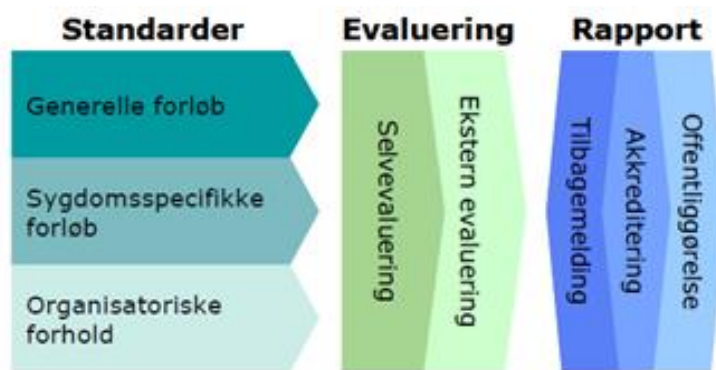 Standarder
Evaluering
Rapport
Generelle forløb
Sygdomsspecifikke
forløb
Organisatoriske
forhold
Selvevaluering
Ekstern evaluering
Tilbagemelding
Akkreditering
Offentliggørelse